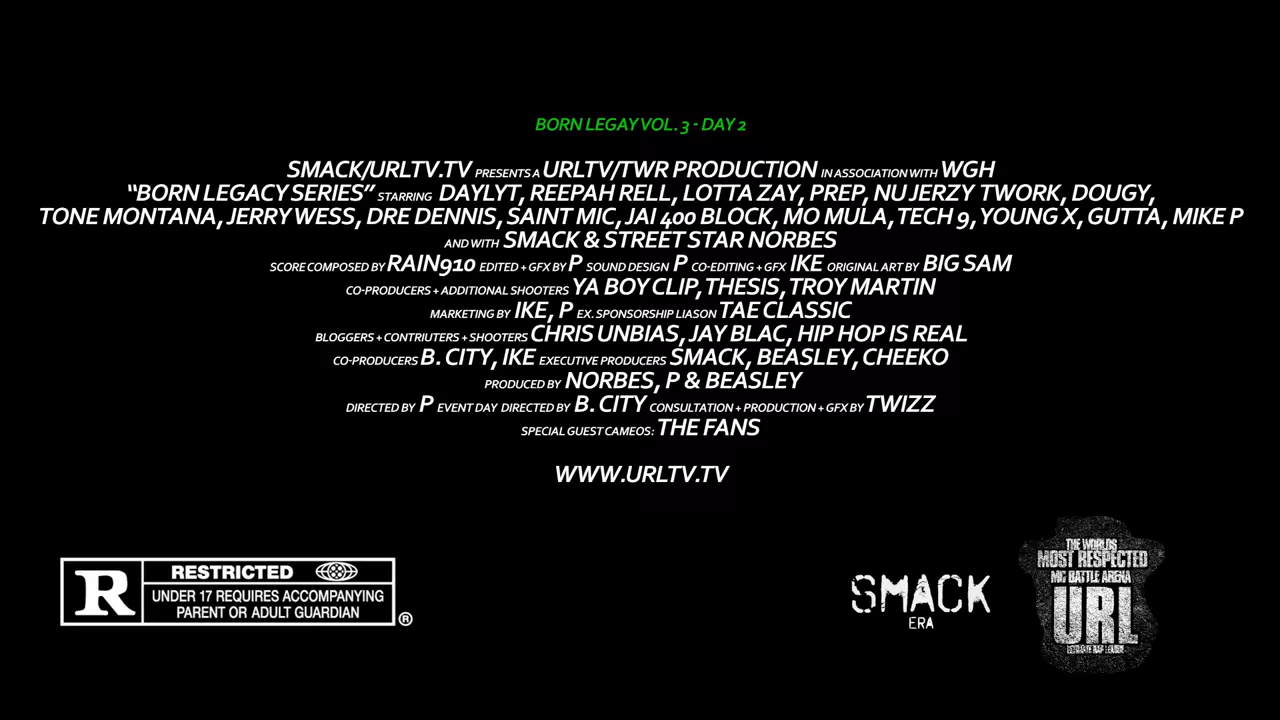 BORN LEGAY VOL. 3 - DAY 2
SMACK/URLTV.TV PRESENTS A URLTV/TWR PRODUCTION IN ASSOCIATION WITH WGH
“BORN LEGACY SERIES” STARRING DAYLYT, REEPAH RELL, LOTTA ZAY, PREP, NU JERZY TWORK, DOUGY,
TONE MONTANA, JERRY WESS, DRE DENNIS, SAINT MIC, JAI 400 BLOCK, MO MULA, TECH 9, YOUNG X, GUTTA, MIKE P
AND WITH SMACK & STREET STAR NORBES
SCORE COMPOSED BY RAIN910 EDITED + GFX BY P SOUND DESIGN P CO-EDITING + GFX IKE ORIGINAL ART BY BIG SAM
CO-PRODUCERS + ADDITIONAL SHOOTERS YA BOY CLIP, THESIS, TROY MARTIN
MARKETING BY IKE, P EX. SPONSORSHIP LIASON TAE CLASSIC
BLOGGERS + CONTRIUTERS + SHOOTERS CHRIS UNBIAS, JAY BLAC, HIP HOP IS REAL
CO-PRODUCERS B. CITY, IKE EXECUTIVE PRODUCERS SMACK, BEASLEY, CHEEKO
PRODUCED BY NORBES, P & BEASLEY
DIRECTED BY P EVENT DAY DIRECTED BY B. CITY CONSULTATION + PRODUCTION + GFX BY TWIZZ
SPECIAL GUEST CAMEOS: THE FANS
WWW.URLTV.TV
R RESTRICTED
UNDER 17 REQUIRES ACCOMPANYING
PARENT OR ADULT GUARDIAN
®
SMACK
ERA
THE WORLDS
MOST RESPECTED
MC BATTLE ARENA
URL
ULTIMATE RAP LEAGUE